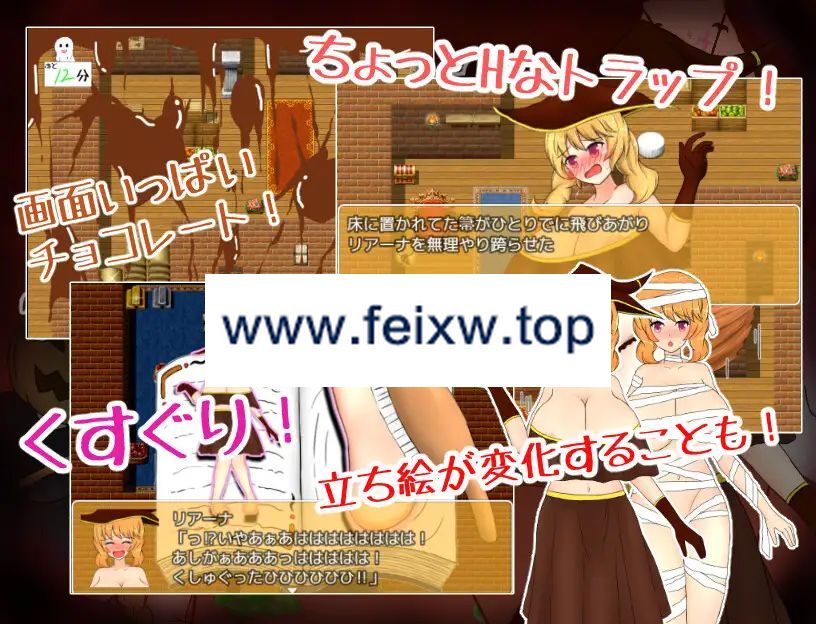 あと
12分
ちょっとHなトラップ！
画面いっぱい
チョコレート！
床に置かれてた箒がひとりでに飛びあがり
リアーナを無理やり跨らせた
www.feixw.top
くすぐり！
立ち絵が変化することも！
リアーナ
「っ!?いやあぁあはははははははは！
あしがぁあああっはははははは！
くしゅぐったひひひひひひ!!」